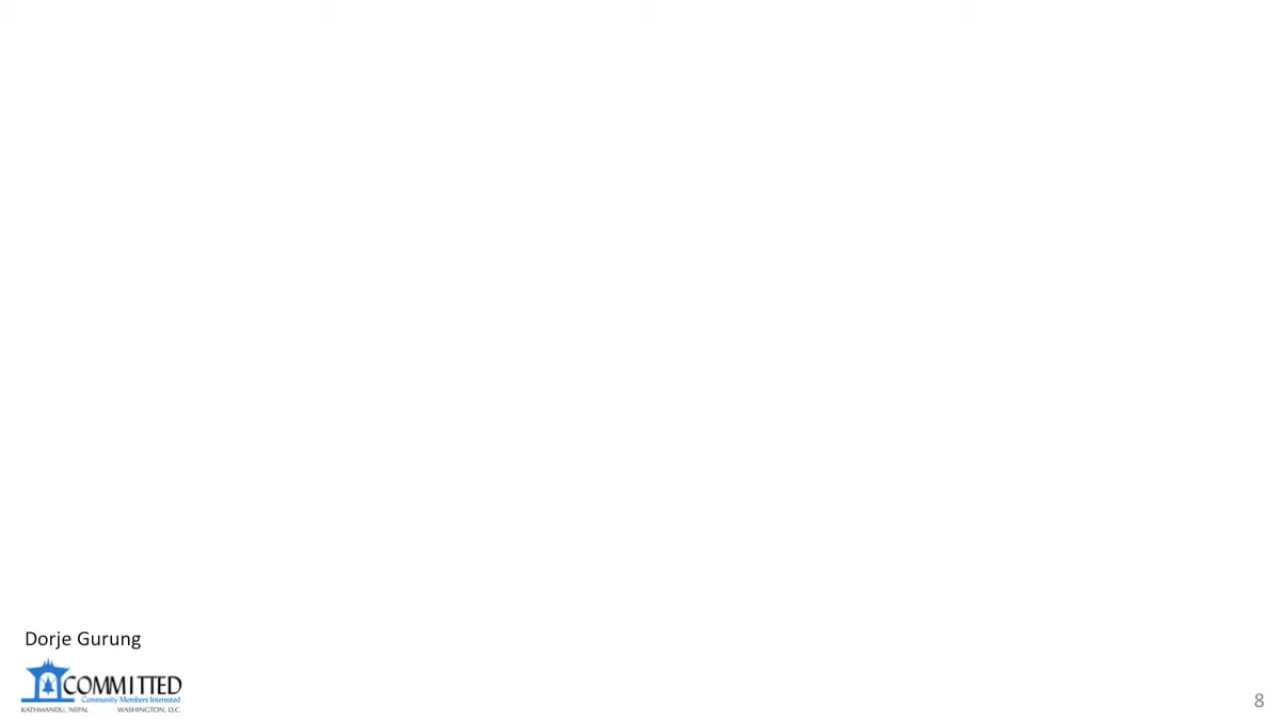 Dorje Gurung
COMMITTED
Community Members Interested
KATHMANDU, NEPAL WASHINGTON, D.C.
8